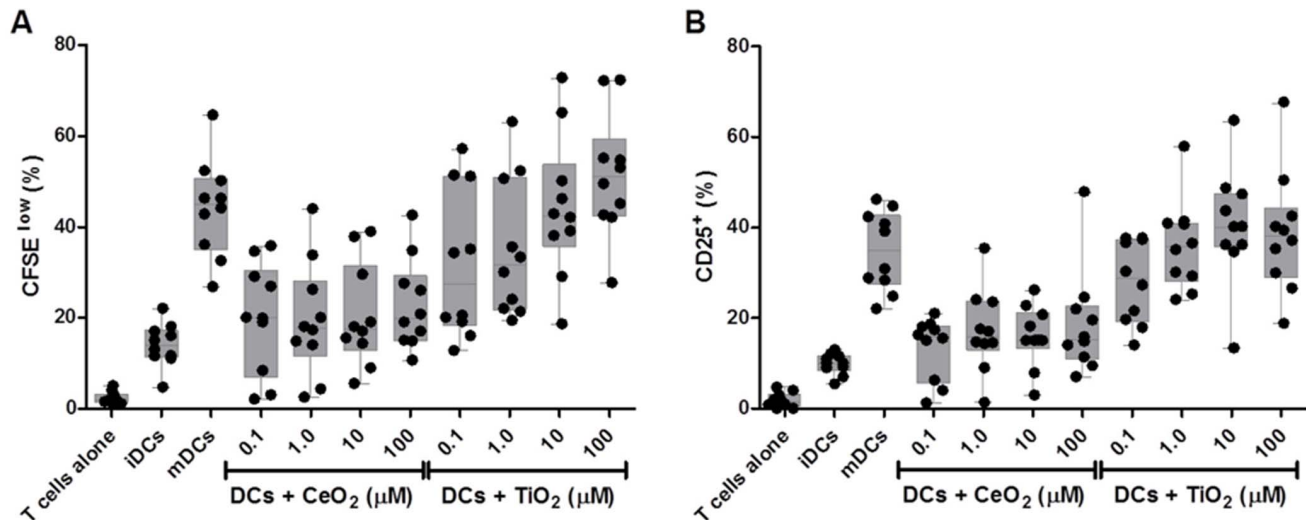 A
CFSE low (%)
80
60
40
20
0
T cells alone
iDCs
mDCs
0.1
1.0
10
100
0.1
1.0
10
100
DCs + CeO2 (μM)
DCs + TiO2 (μM)
B
CD25+ (%)
80
60
40
20
0
T cells alone
iDCs
mDCs
0.1
1.0
10
100
0.1
1.0
10
100
DCs + CeO2 (μM)
DCs + TiO2 (μM)